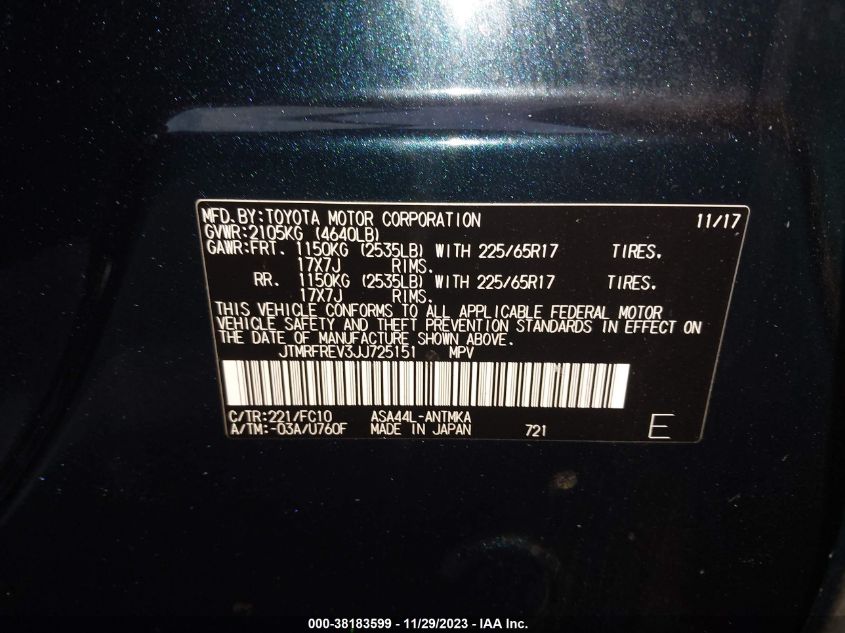 MFD.BY:TOYOTA MOTOR CORPORATION 11/17
GVWR:2105KG (4640LB)
GAWR:FRT. 1150KG (2535LB) WITH 225/65R17 TIRES.
17X7J RIMS.
RR. 1150KG (2535LB) WITH 225/65R17 TIRES.
17X7J RIMS.
THIS VEHICLE CONFORMS TO ALL APPLICABLE FEDERAL MOTOR
VEHICLE SAFETY AND THEFT PREVENTION STANDARDS IN EFFECT ON
THE DATE OF MANUFACTURE SHOWN ABOVE.
JTMRFREV3JJ725151 MPV
C/TR:221/FC10 ASA44L-ANTMKA
A/TM:-03A/U760F MADE IN JAPAN 721 E
000-38183599 - 11/29/2023 - IAA Inc.